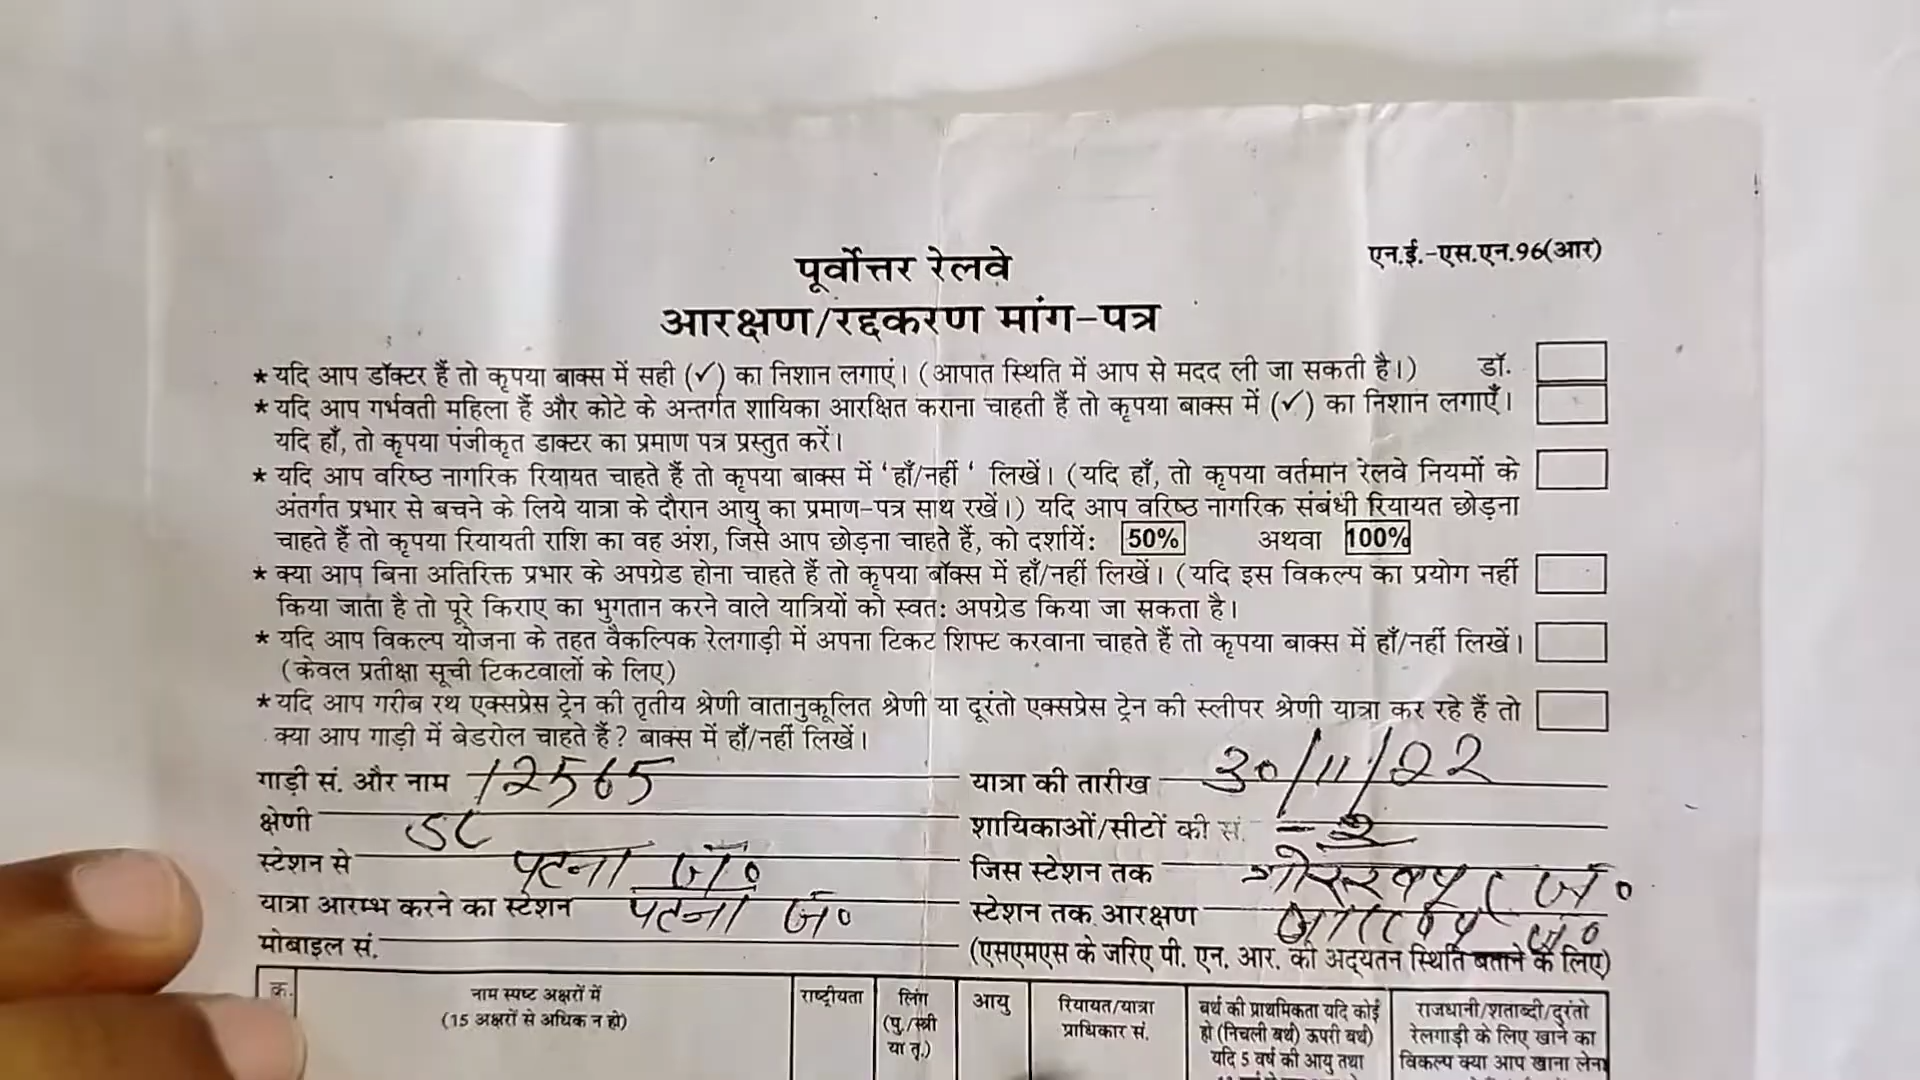 एन.ई.-एस.एन.96(आर)
पूर्वोत्तर रेलवे
आरक्षण/रद्दकरण मांग-पत्र
* यदि आप डॉक्टर हैं तो कृपया बाक्स में सही (✓) का निशान लगाएं। (आपात स्थिति में आप से मदद ली जा सकती है।) डॉ.
* यदि आप गर्भवती महिला हैं और कोटे के अन्तर्गत शायिका आरक्षित कराना चाहती हैं तो कृपया बाक्स में (✓) का निशान लगाएँ।
यदि हाँ, तो कृपया पंजीकृत डाक्टर का प्रमाण पत्र प्रस्तुत करें।
* यदि आप वरिष्ठ नागरिक रियायत चाहते हैं तो कृपया बाक्स में 'हाँ/नहीं ' लिखें। (यदि हाँ, तो कृपया वर्तमान रेलवे नियमों के
अंतर्गत प्रभार से बचने के लिये यात्रा के दौरान आयु का प्रमाण-पत्र साथ रखें।) यदि आप वरिष्ठ नागरिक संबंधी रियायत छोड़ना
चाहते हैं तो कृपया रियायती राशि का वह अंश, जिसे आप छोड़ना चाहते हैं, को दर्शायें: 50% अथवा 100%
* क्या आप बिना अतिरिक्त प्रभार के अपग्रेड होना चाहते हैं तो कृपया बॉक्स में हाँ/नहीं लिखें। (यदि इस विकल्प का प्रयोग नहीं
किया जाता है तो पूरे किराए का भुगतान करने वाले यात्रियों को स्वत: अपग्रेड किया जा सकता है।
* यदि आप विकल्प योजना के तहत वैकल्पिक रेलगाड़ी में अपना टिकट शिफ्ट करवाना चाहते हैं तो कृपया बाक्स में हाँ/नहीं लिखें।
(केवल प्रतीक्षा सूची टिकटवालों के लिए)
* यदि आप गरीब रथ एक्सप्रेस ट्रेन की तृतीय श्रेणी वातानुकूलित श्रेणी या दूरंतो एक्सप्रेस ट्रेन की स्लीपर श्रेणी यात्रा कर रहे हैं तो
क्या आप गाड़ी में बेडरोल चाहते हैं? बाक्स में हाँ/नहीं लिखें।
गाड़ी सं. और नाम 12565 यात्रा की तारीख 30/11/22
क्षेणी SL शायिकाओं/सीटों की सं. - 2
स्टेशन से पटना जं० जिस स्टेशन तक गोरखपुर जं०
यात्रा आरम्भ करने का स्टेशन पटना जं० स्टेशन तक आरक्षण जं०
मोबाइल सं. (एसएमएस के जरिए पी. एन. आर. की अद्यतन स्थिति बताने के लिए)
क. नाम स्पष्ट अक्षरों में राष्ट्रीयता लिंग आयु रियायत/यात्रा बर्थ की प्राथमिकता यदि कोई राजधानी/शताब्दी/दुरंतो
(15 अक्षरों से अधिक न हो) (पु./स्त्री प्राधिकार सं. हो (निचली बर्थ) ऊपरी बर्थ) रेलगाड़ी के लिए खाने का
या तृ.) यदि 5 वर्ष की आयु तथा विकल्प क्या आप खाना लेना